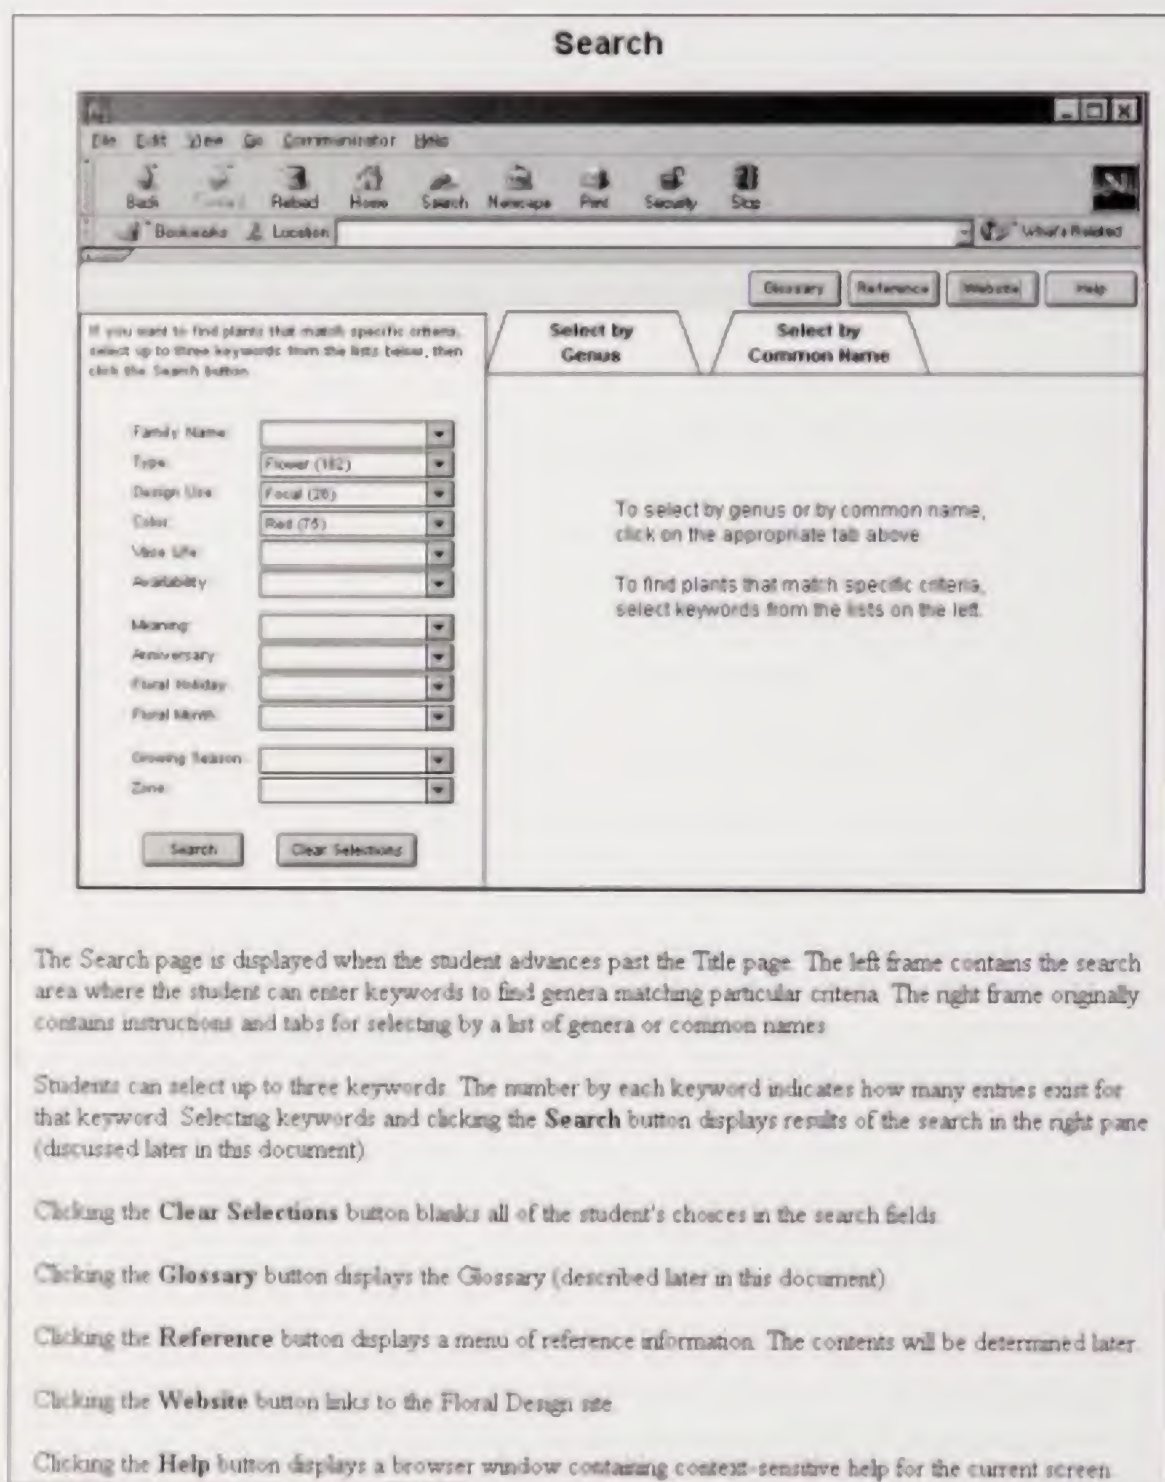 Search
File Edit View Go Communicator Help
Back Forward Reload Home Search Netscape Print Security Stop
Bookmarks Location What's Related
Glossary Reference Website Help
If you want to find plants that match specific criteria,
select up to three keywords from the lists below, then
click the Search button
Family Name:
Type: Flower (182)
Design Use: Focal (26)
Color: Red (75)
Vase Life:
Availability:
Meaning:
Anniversary:
Floral Holiday:
Floral Month:
Growing Season:
Zone:
Search Clear Selections
Select by
Genus
Select by
Common Name
To select by genus or by common name,
click on the appropriate tab above.
To find plants that match specific criteria,
select keywords from the lists on the left.
The Search page is displayed when the student advances past the Title page. The left frame contains the search
area where the student can enter keywords to find genera matching particular criteria. The right frame originally
contains instructions and tabs for selecting by a list of genera or common names.
Students can select up to three keywords. The number by each keyword indicates how many entries exist for
that keyword. Selecting keywords and clicking the Search button displays results of the search in the right pane
(discussed later in this document).
Clicking the Clear Selections button blanks all of the student's choices in the search fields.
Clicking the Glossary button displays the Glossary (described later in this document).
Clicking the Reference button displays a menu of reference information. The contents will be determined later.
Clicking the Website button links to the Floral Design site.
Clicking the Help button displays a browser window containing context-sensitive help for the current screen.